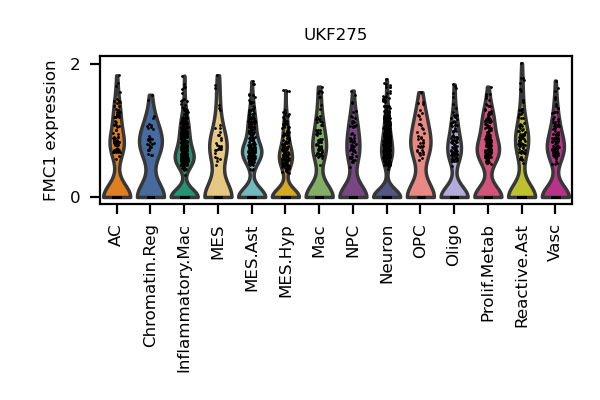 UKF275
FMC1 expression
2
0
AC
Chromatin.Reg
Inflammatory.Mac
MES
MES.Ast
MES.Hyp
Mac
NPC
Neuron
OPC
Oligo
Prolif.Metab
Reactive.Ast
Vasc